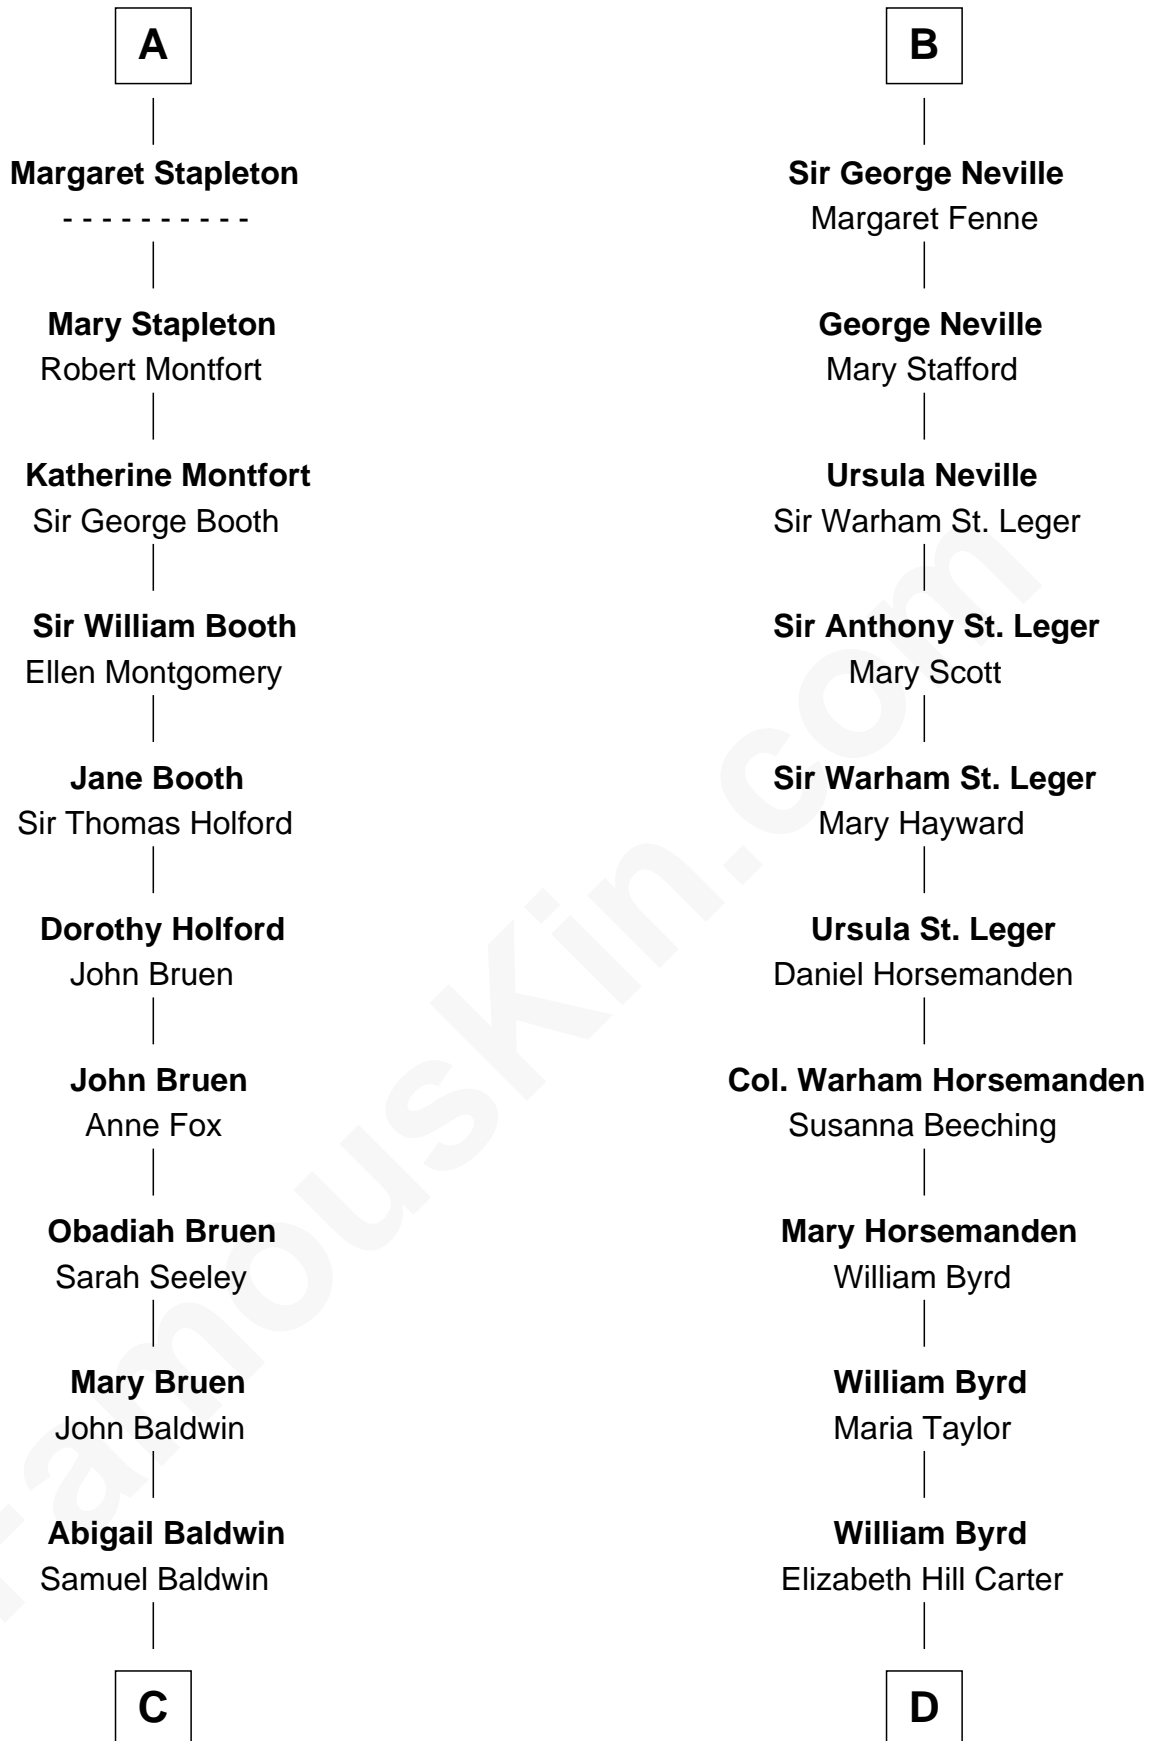 A
Margaret Stapleton
- - - - - - - - - -
Mary Stapleton
Robert Montfort
Katherine Montfort
Sir George Booth
Sir William Booth
Ellen Montgomery
Jane Booth
Sir Thomas Holford
Dorothy Holford
John Bruen
John Bruen
Anne Fox
Obadiah Bruen
Sarah Seeley
Mary Bruen
John Baldwin
Abigail Baldwin
Samuel Baldwin
C
B
Sir George Neville
Margaret Fenne
George Neville
Mary Stafford
Ursula Neville
Sir Warham St. Leger
Sir Anthony St. Leger
Mary Scott
Sir Warham St. Leger
Mary Hayward
Ursula St. Leger
Daniel Horsemanden
Col. Warham Horsemanden
Susanna Beeching
Mary Horsemanden
William Byrd
William Byrd
Maria Taylor
William Byrd
Elizabeth Hill Carter
D
FamousKin.com